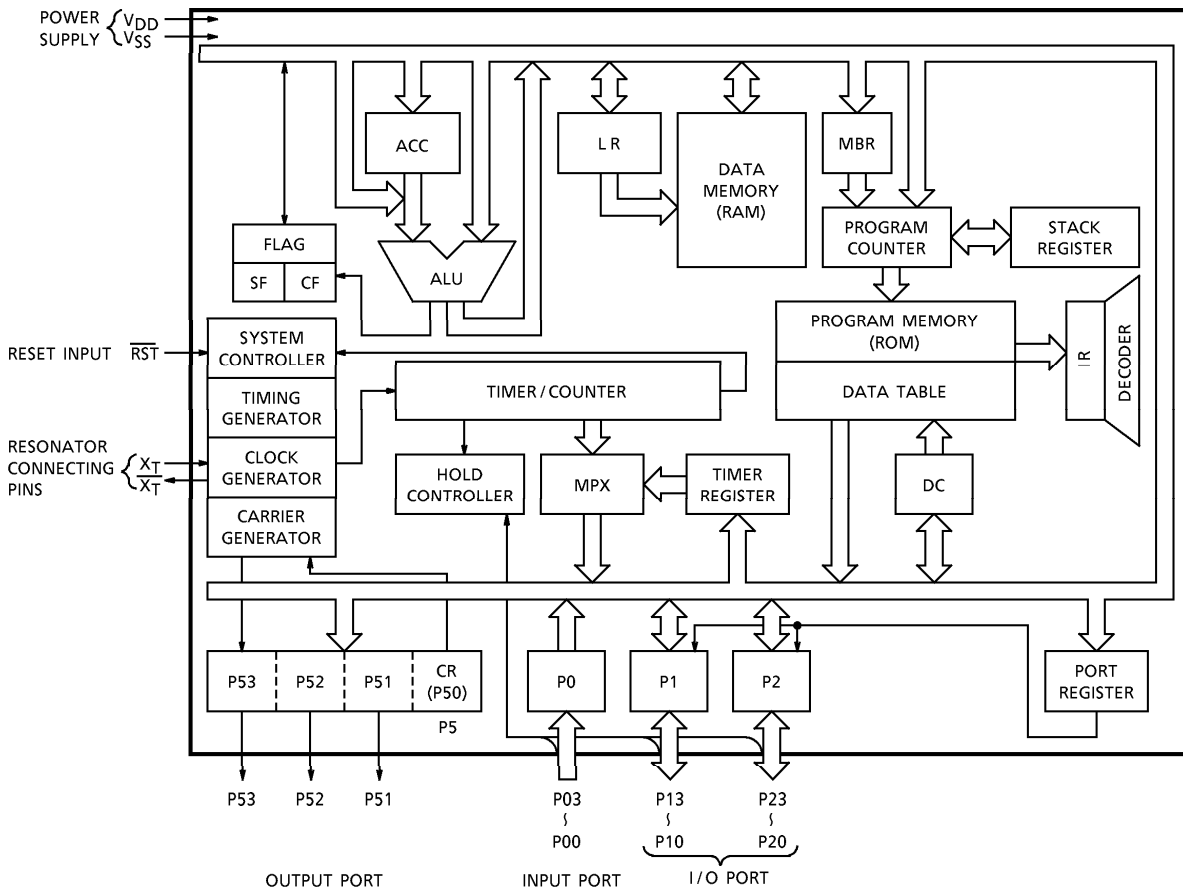 POWER
SUPPLY
VDD
VSS
ACC
LR
DATA
MEMORY
(RAM)
MBR
PROGRAM
COUNTER
STACK
REGISTER
FLAG
SF
CF
ALU
PROGRAM MEMORY
(ROM)
DATA TABLE
IR
DECODER
RESET INPUT RST
SYSTEM
CONTROLLER
TIMING
GENERATOR
CLOCK
GENERATOR
CARRIER
GENERATOR
TIMER/COUNTER
RESONATOR
CONNECTING
PINS
XT
XT
HOLD
CONTROLLER
MPX
TIMER
REGISTER
DC
P53
P52
P51
CR
(P50)
P5
P0
P1
P2
PORT
REGISTER
P53
P52
P51
P03
~
P00
P13
~
P10
P23
~
P20
OUTPUT PORT
INPUT PORT
I/O PORT